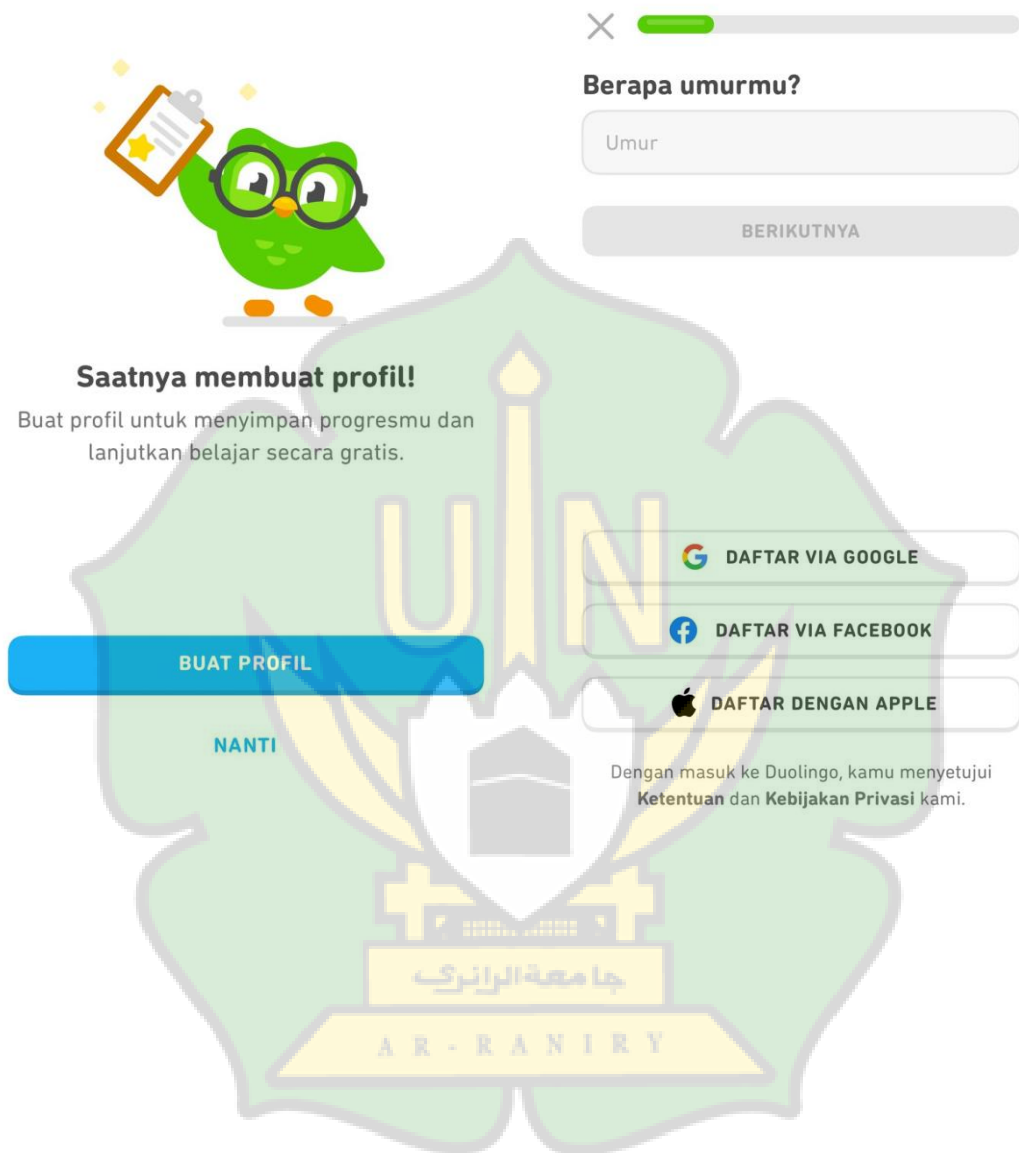 Saatnya membuat profil!
Buat profil untuk menyimpan progresmu dan
lanjutkan belajar secara gratis.
BUAT PROFIL
NANTI
Berapa umurmu?
Umur
BERIKUTNYA
DAFTAR VIA GOOGLE
DAFTAR VIA FACEBOOK
DAFTAR DENGAN APPLE
Dengan masuk ke Duolingo, kamu menyetujui
Ketentuan dan Kebijakan Privasi kami.
UIN
جامعة الرانري
AR-RANIRY